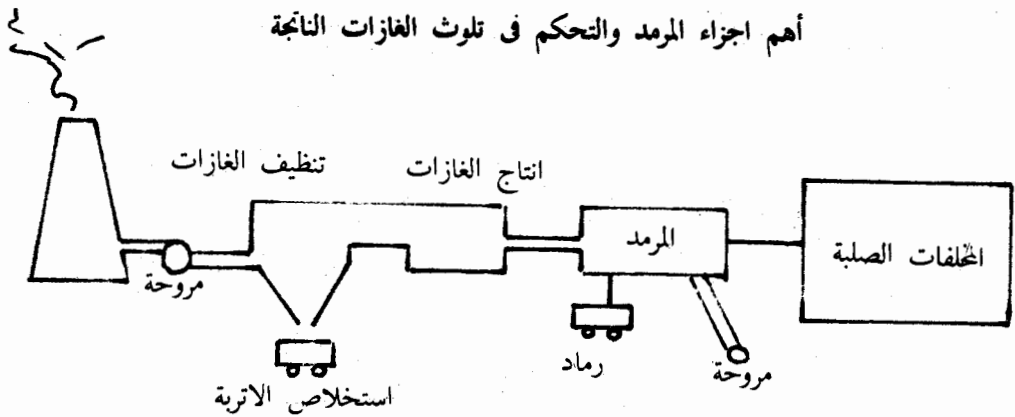 أهم اجزاء المرمد والتحكم فى تلوث الغازات الناتجة
انتاج الغازات
تنظيف الغازات
المخلفات الصلبة
المرمد
مروحة
رماد
مروحة
استخلاص الاتربة